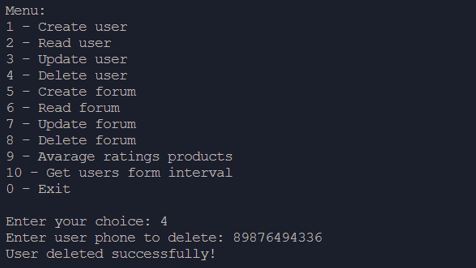 Menu:
1 - Create user
2 - Read user
3 - Update user
4 - Delete user
5 - Create forum
6 - Read forum
7 - Update forum
8 - Delete forum
9 - Avarage ratings products
10 - Get users form interval
0 - Exit
Enter your choice: 4
Enter user phone to delete: 89876494336
User deleted successfully!